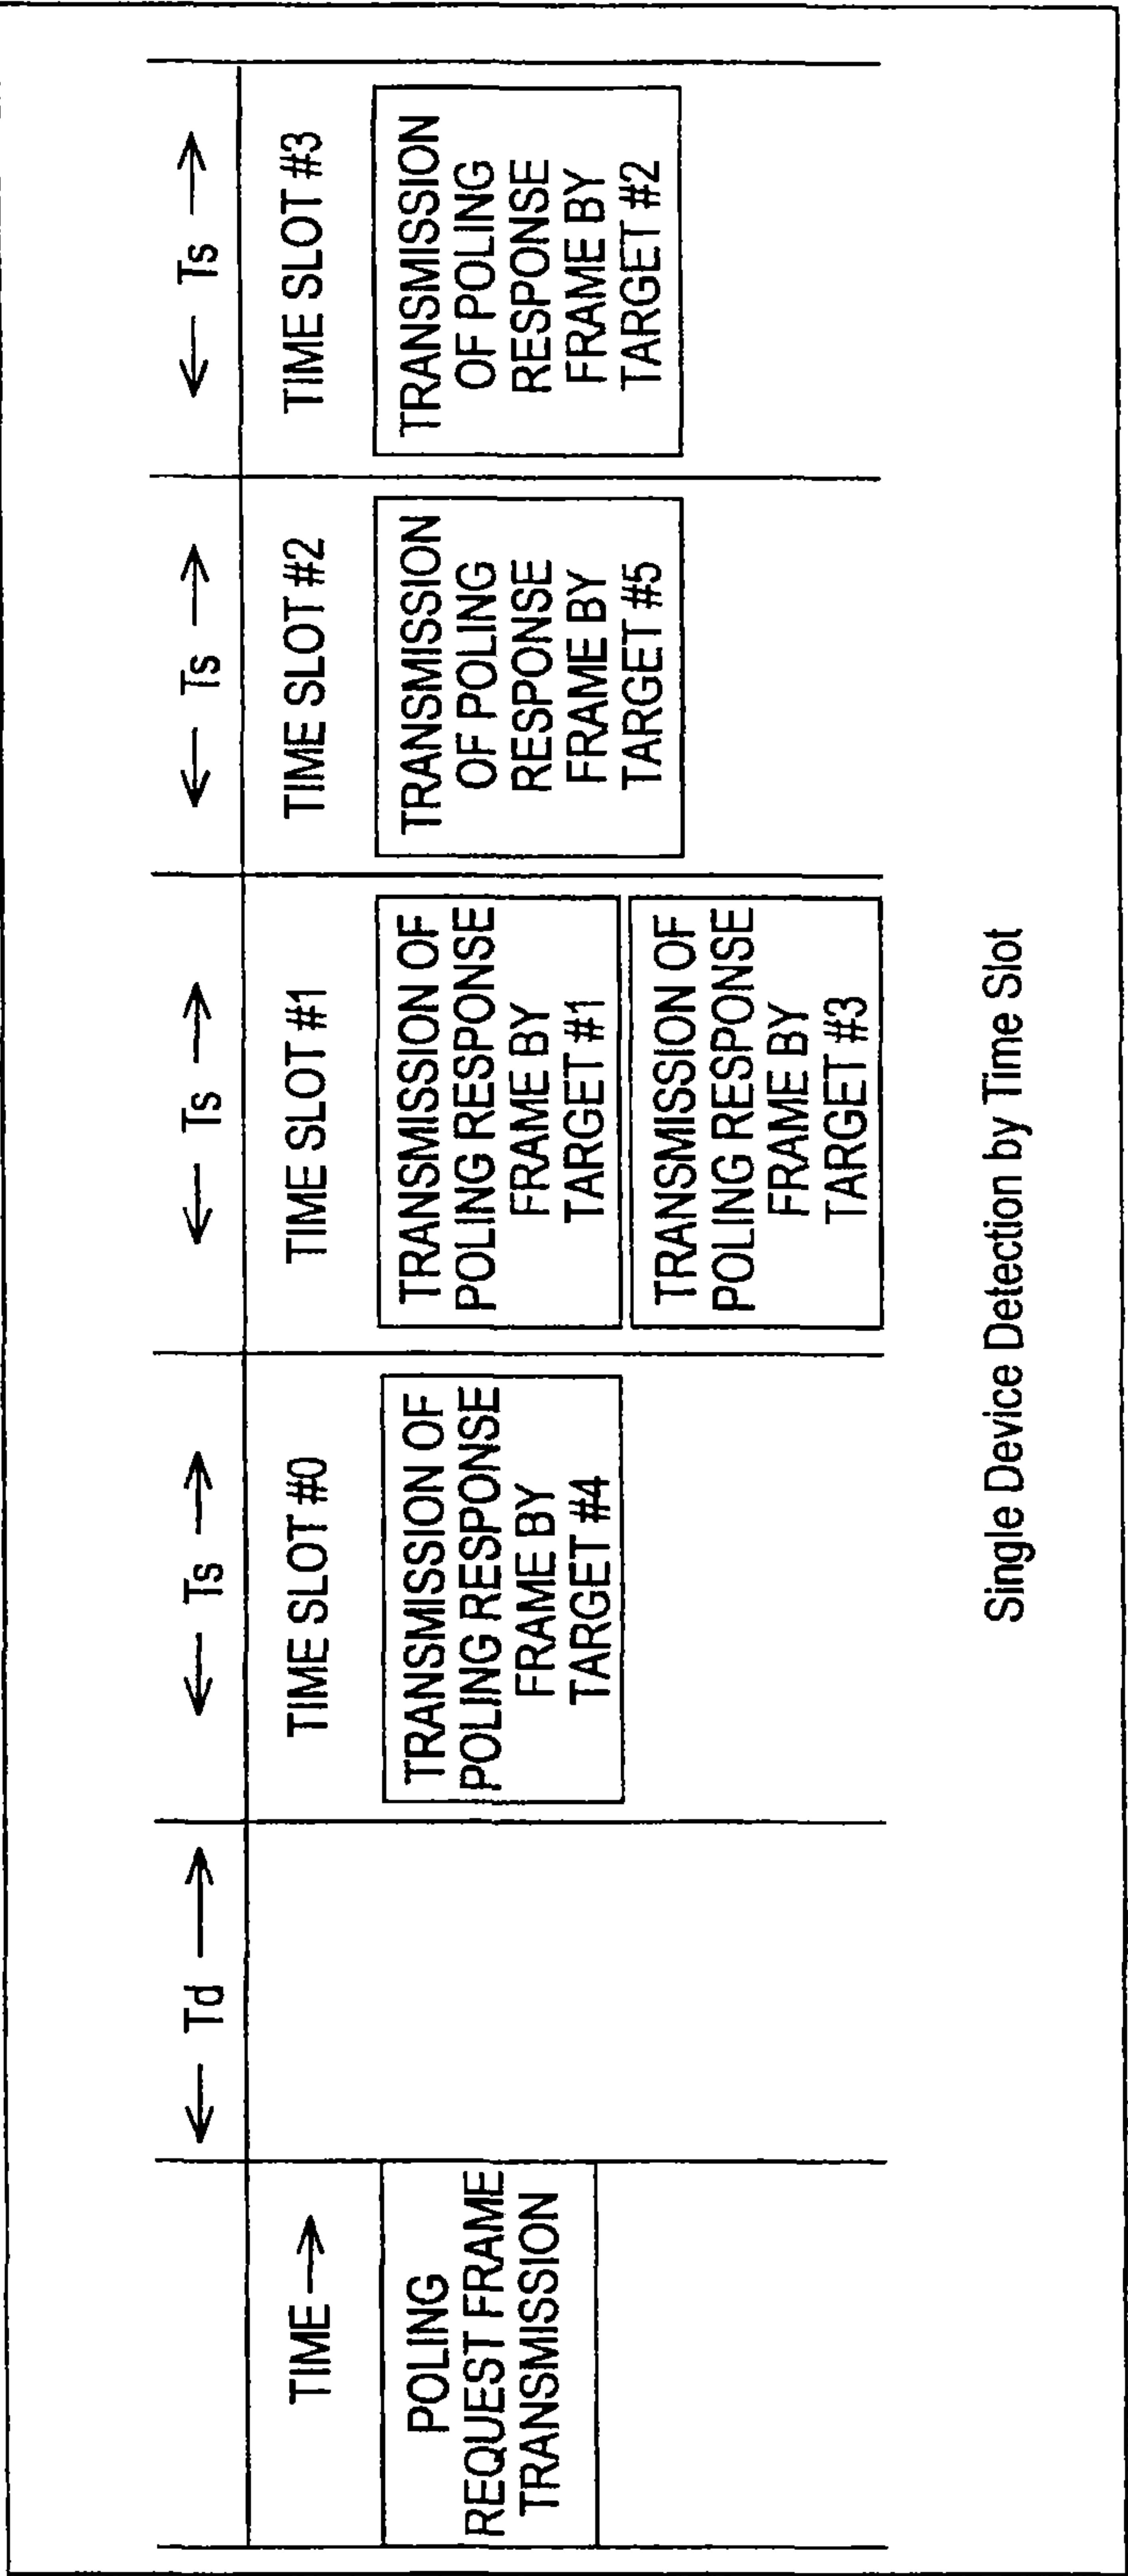 Td
Ts
Ts
Ts
Ts
TIME
TIME SLOT #0
TIME SLOT #1
TIME SLOT #2
TIME SLOT #3
POLING
REQUEST FRAME
TRANSMISSION
TRANSMISSION OF
POLING RESPONSE
FRAME BY
TARGET #4
TRANSMISSION OF
POLING RESPONSE
FRAME BY
TARGET #1
TRANSMISSION OF
POLING RESPONSE
FRAME BY
TARGET #3
TRANSMISSION
OF POLING
RESPONSE
FRAME BY
TARGET #5
TRANSMISSION
OF POLING
RESPONSE
FRAME BY
TARGET #2
Single Device Detection by Time Slot